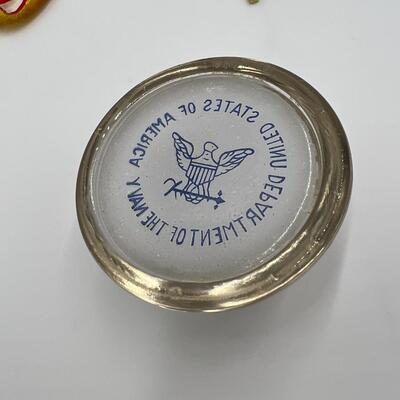 DEPARTMENT OF THE NAVY
UNITED STATES OF AMERICA